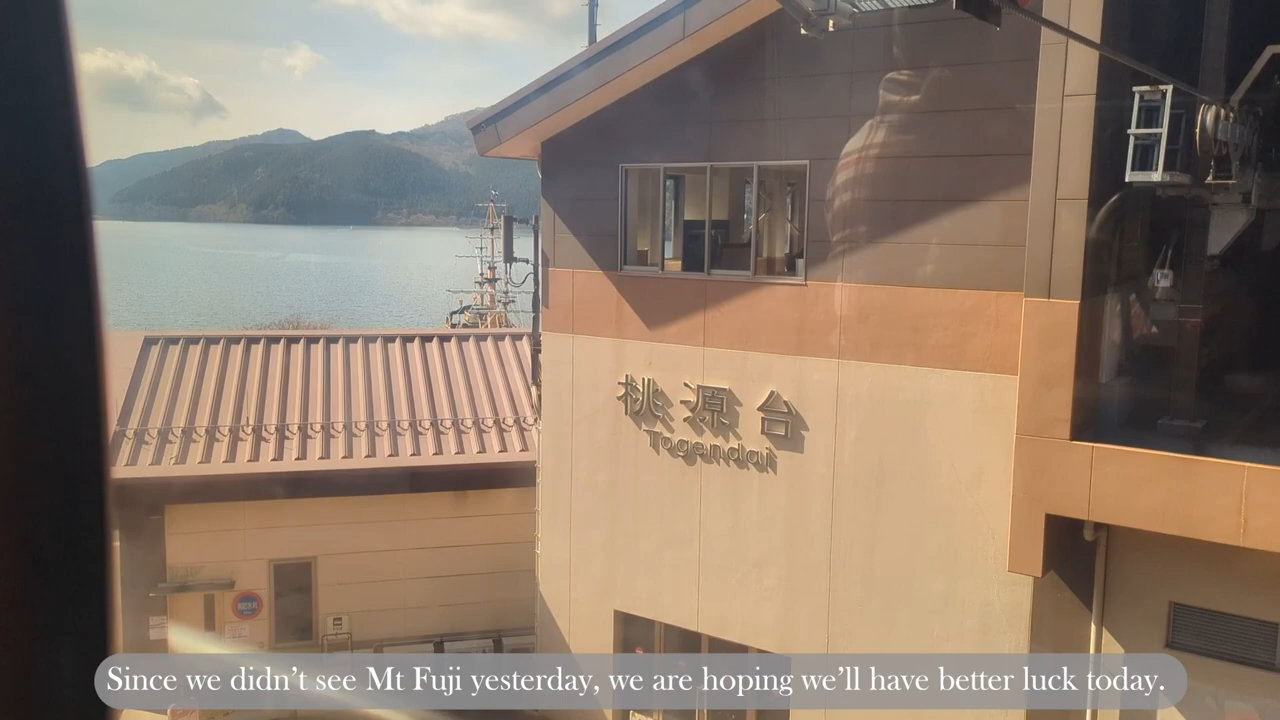 桃源台
Togendai
Since we didn’t see Mt Fuji yesterday, we are hoping we’ll have better luck today.